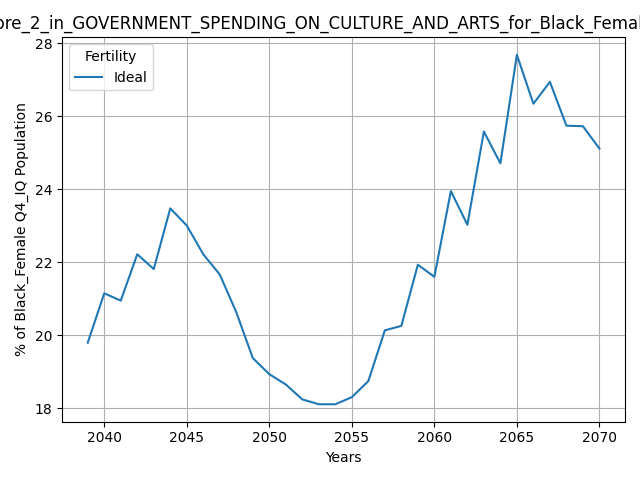 ore_2_in_GOVERNMENT_SPENDING_ON_CULTURE_AND_ARTS_for_Black_Femal
Fertility
Ideal
28
26
24
22
20
18
% of Black_Female Q4_IQ Population
2040 2045 2050 2055 2060 2065 2070
Years